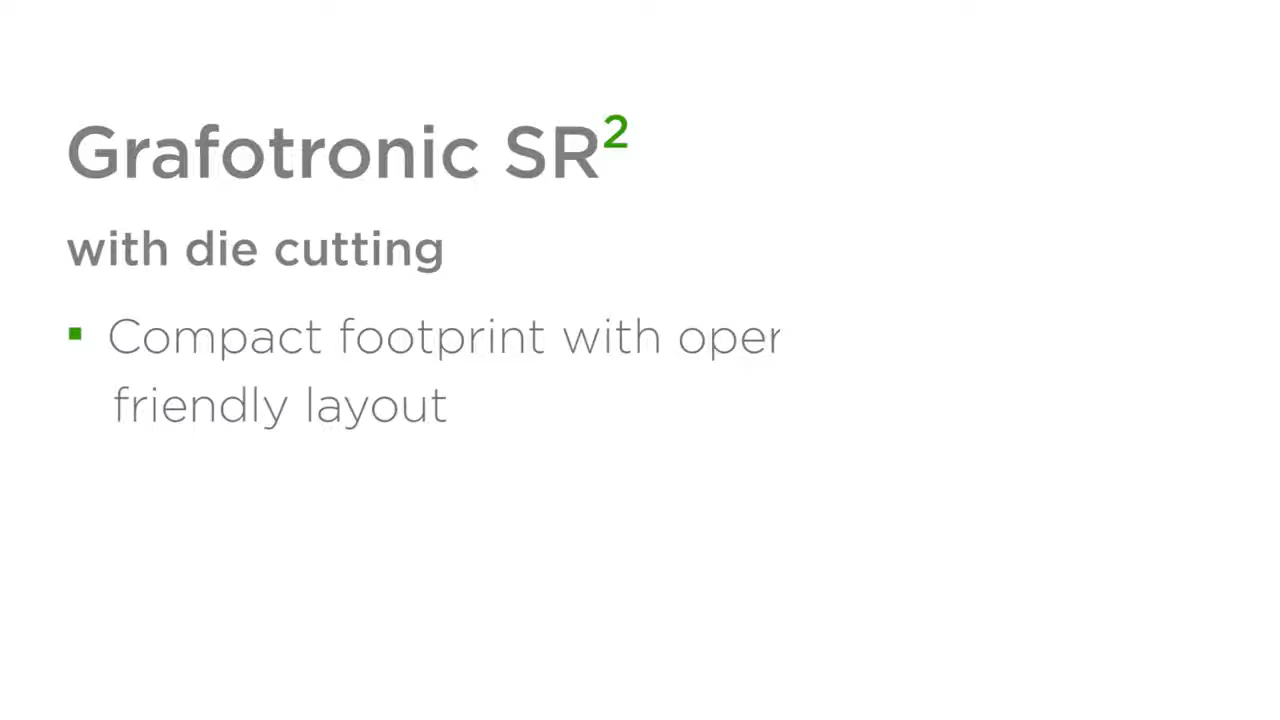 Grafotronic SR²
with die cutting
▪ Compact footprint with oper
friendly layout